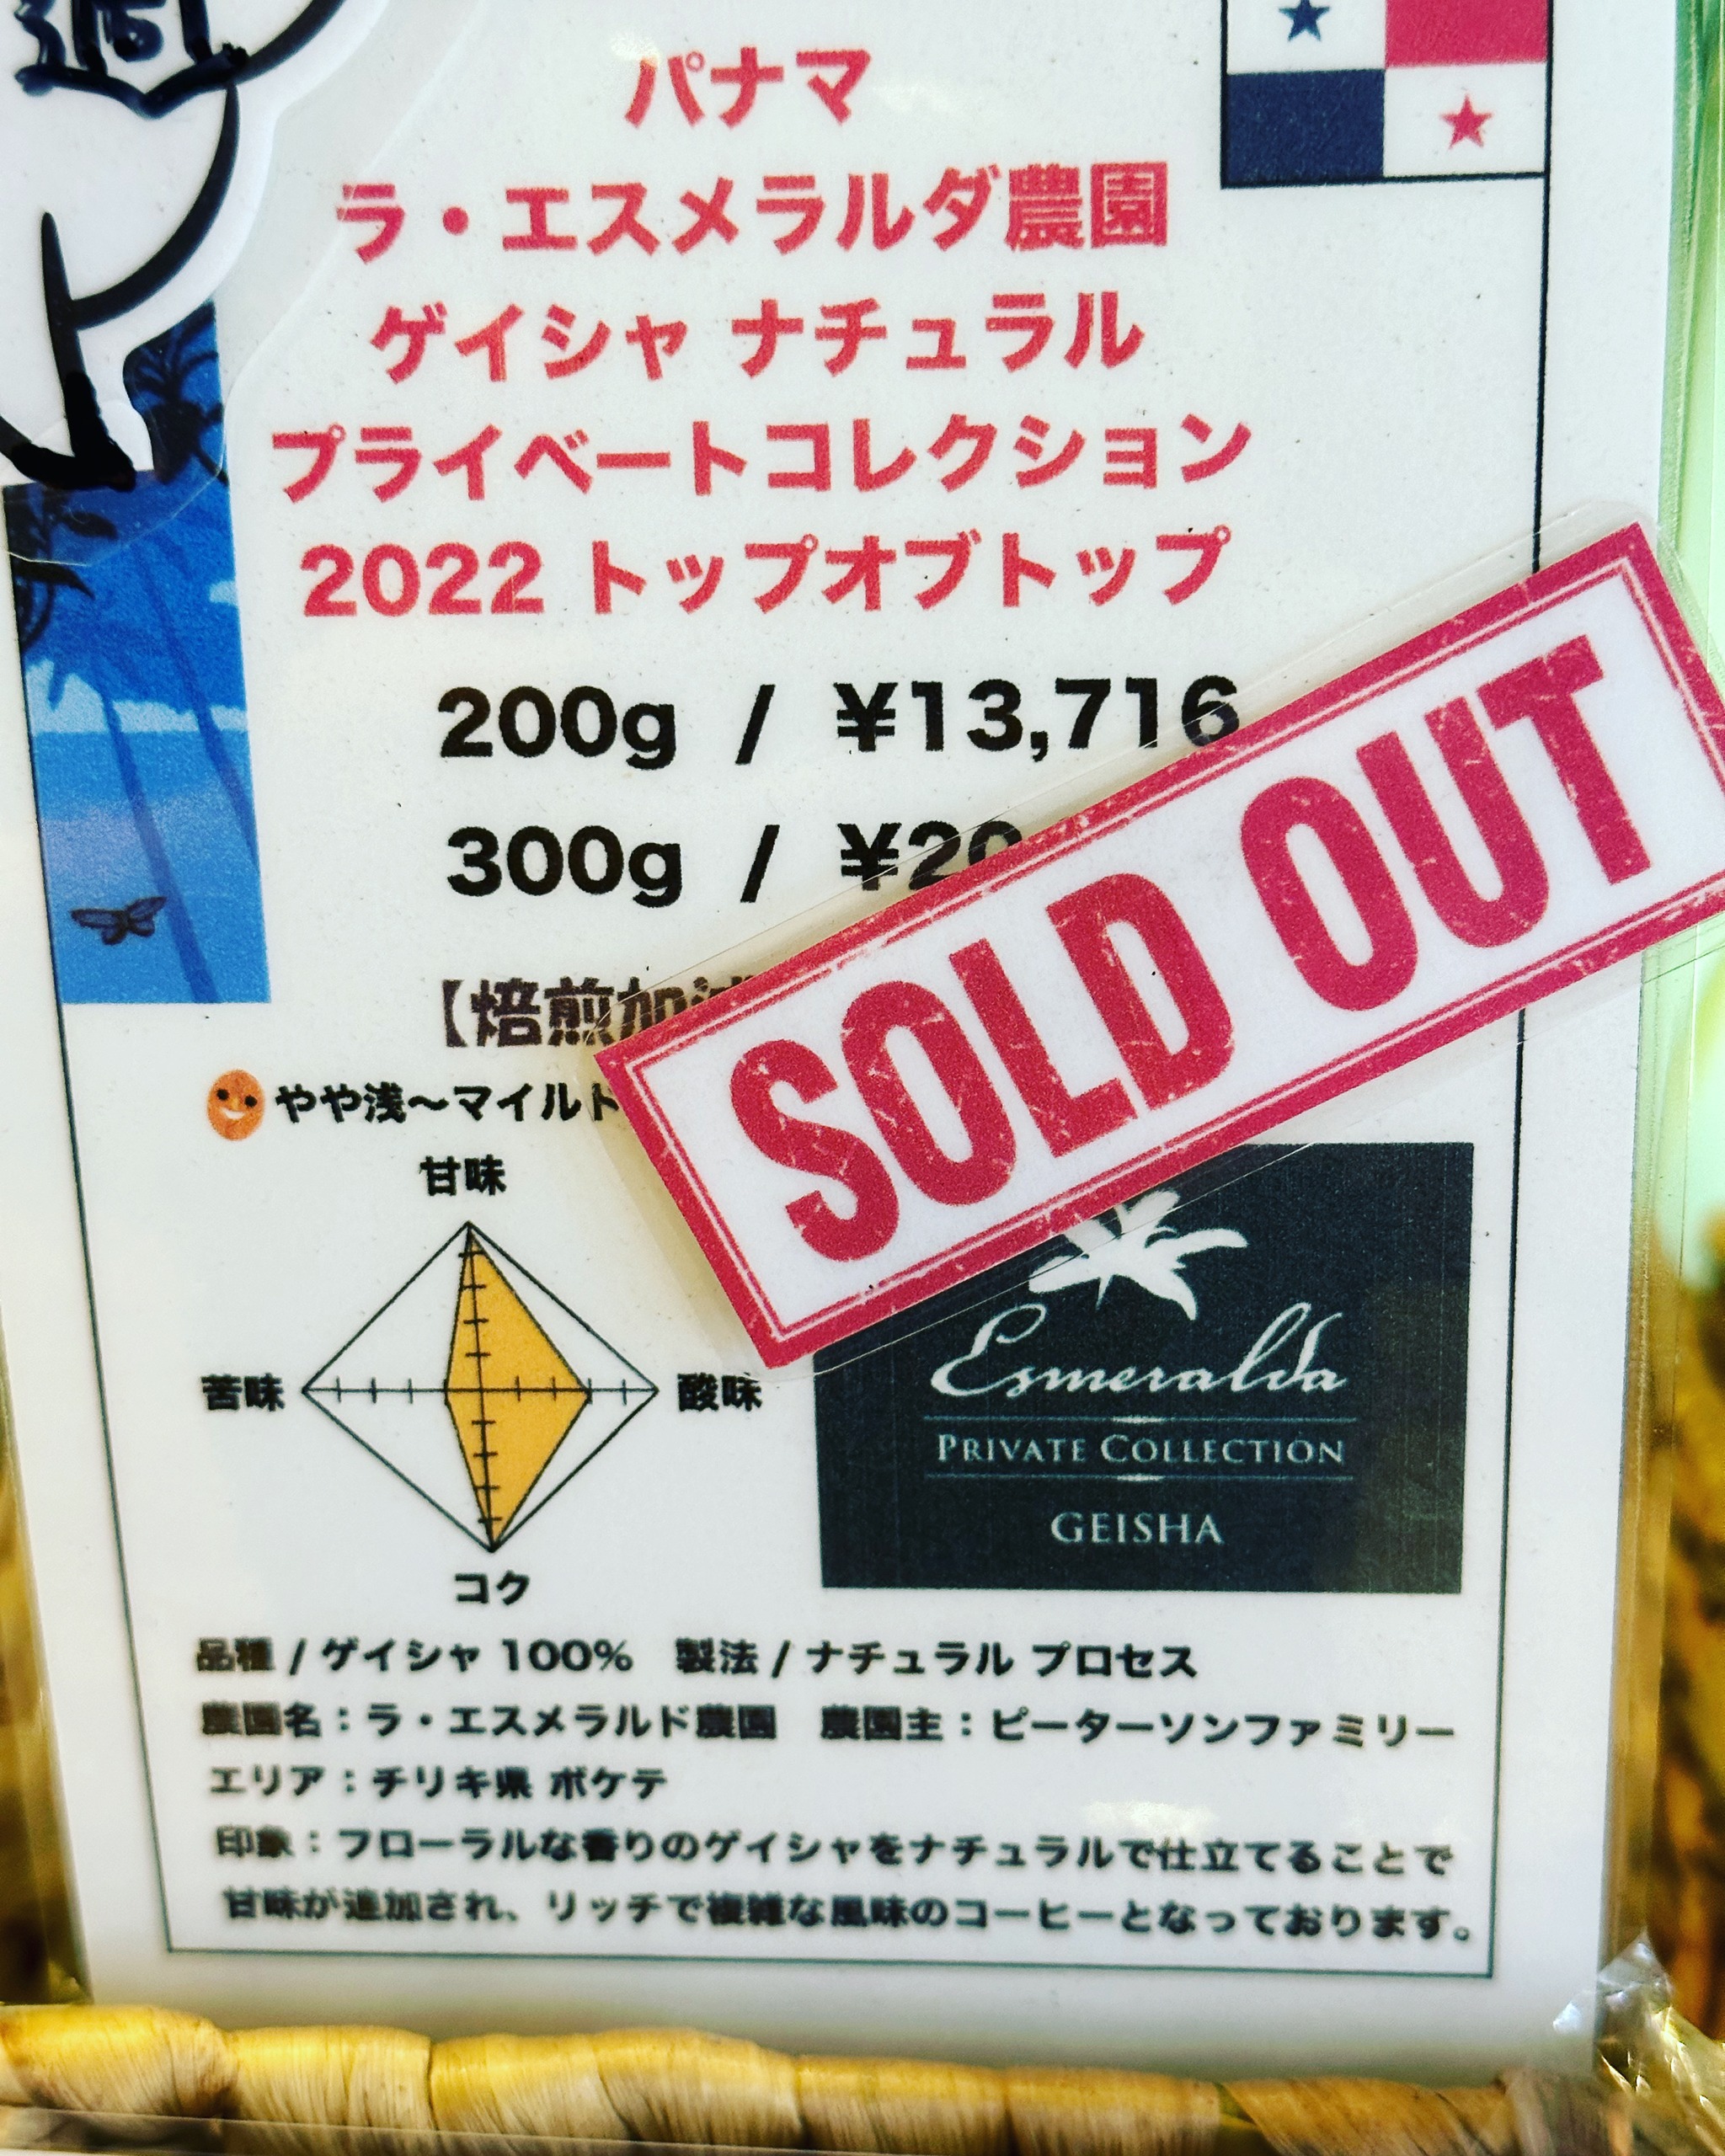 パナマ
ラ・エスメラルダ農園
ゲイシャ ナチュラル
プライベートコレクション
2022 トップオブトップ
200g / ¥13,716
300g / ¥20
【焙煎加減
やや浅～マイルド
SOLD OUT
甘味
苦味
酸味
コク
Esmeralda
PRIVATE COLLECTION
GEISHA
品種 / ゲイシャ 100% 製法 / ナチュラル プロセス
農園名：ラ・エスメラルド農園 農園主：ピーターソンファミリー
エリア：チリキ県 ボケテ
印象：フローラルな香りのゲイシャをナチュラルで仕立てることで
甘味が追加され、リッチで複雑な風味のコーヒーとなっております。